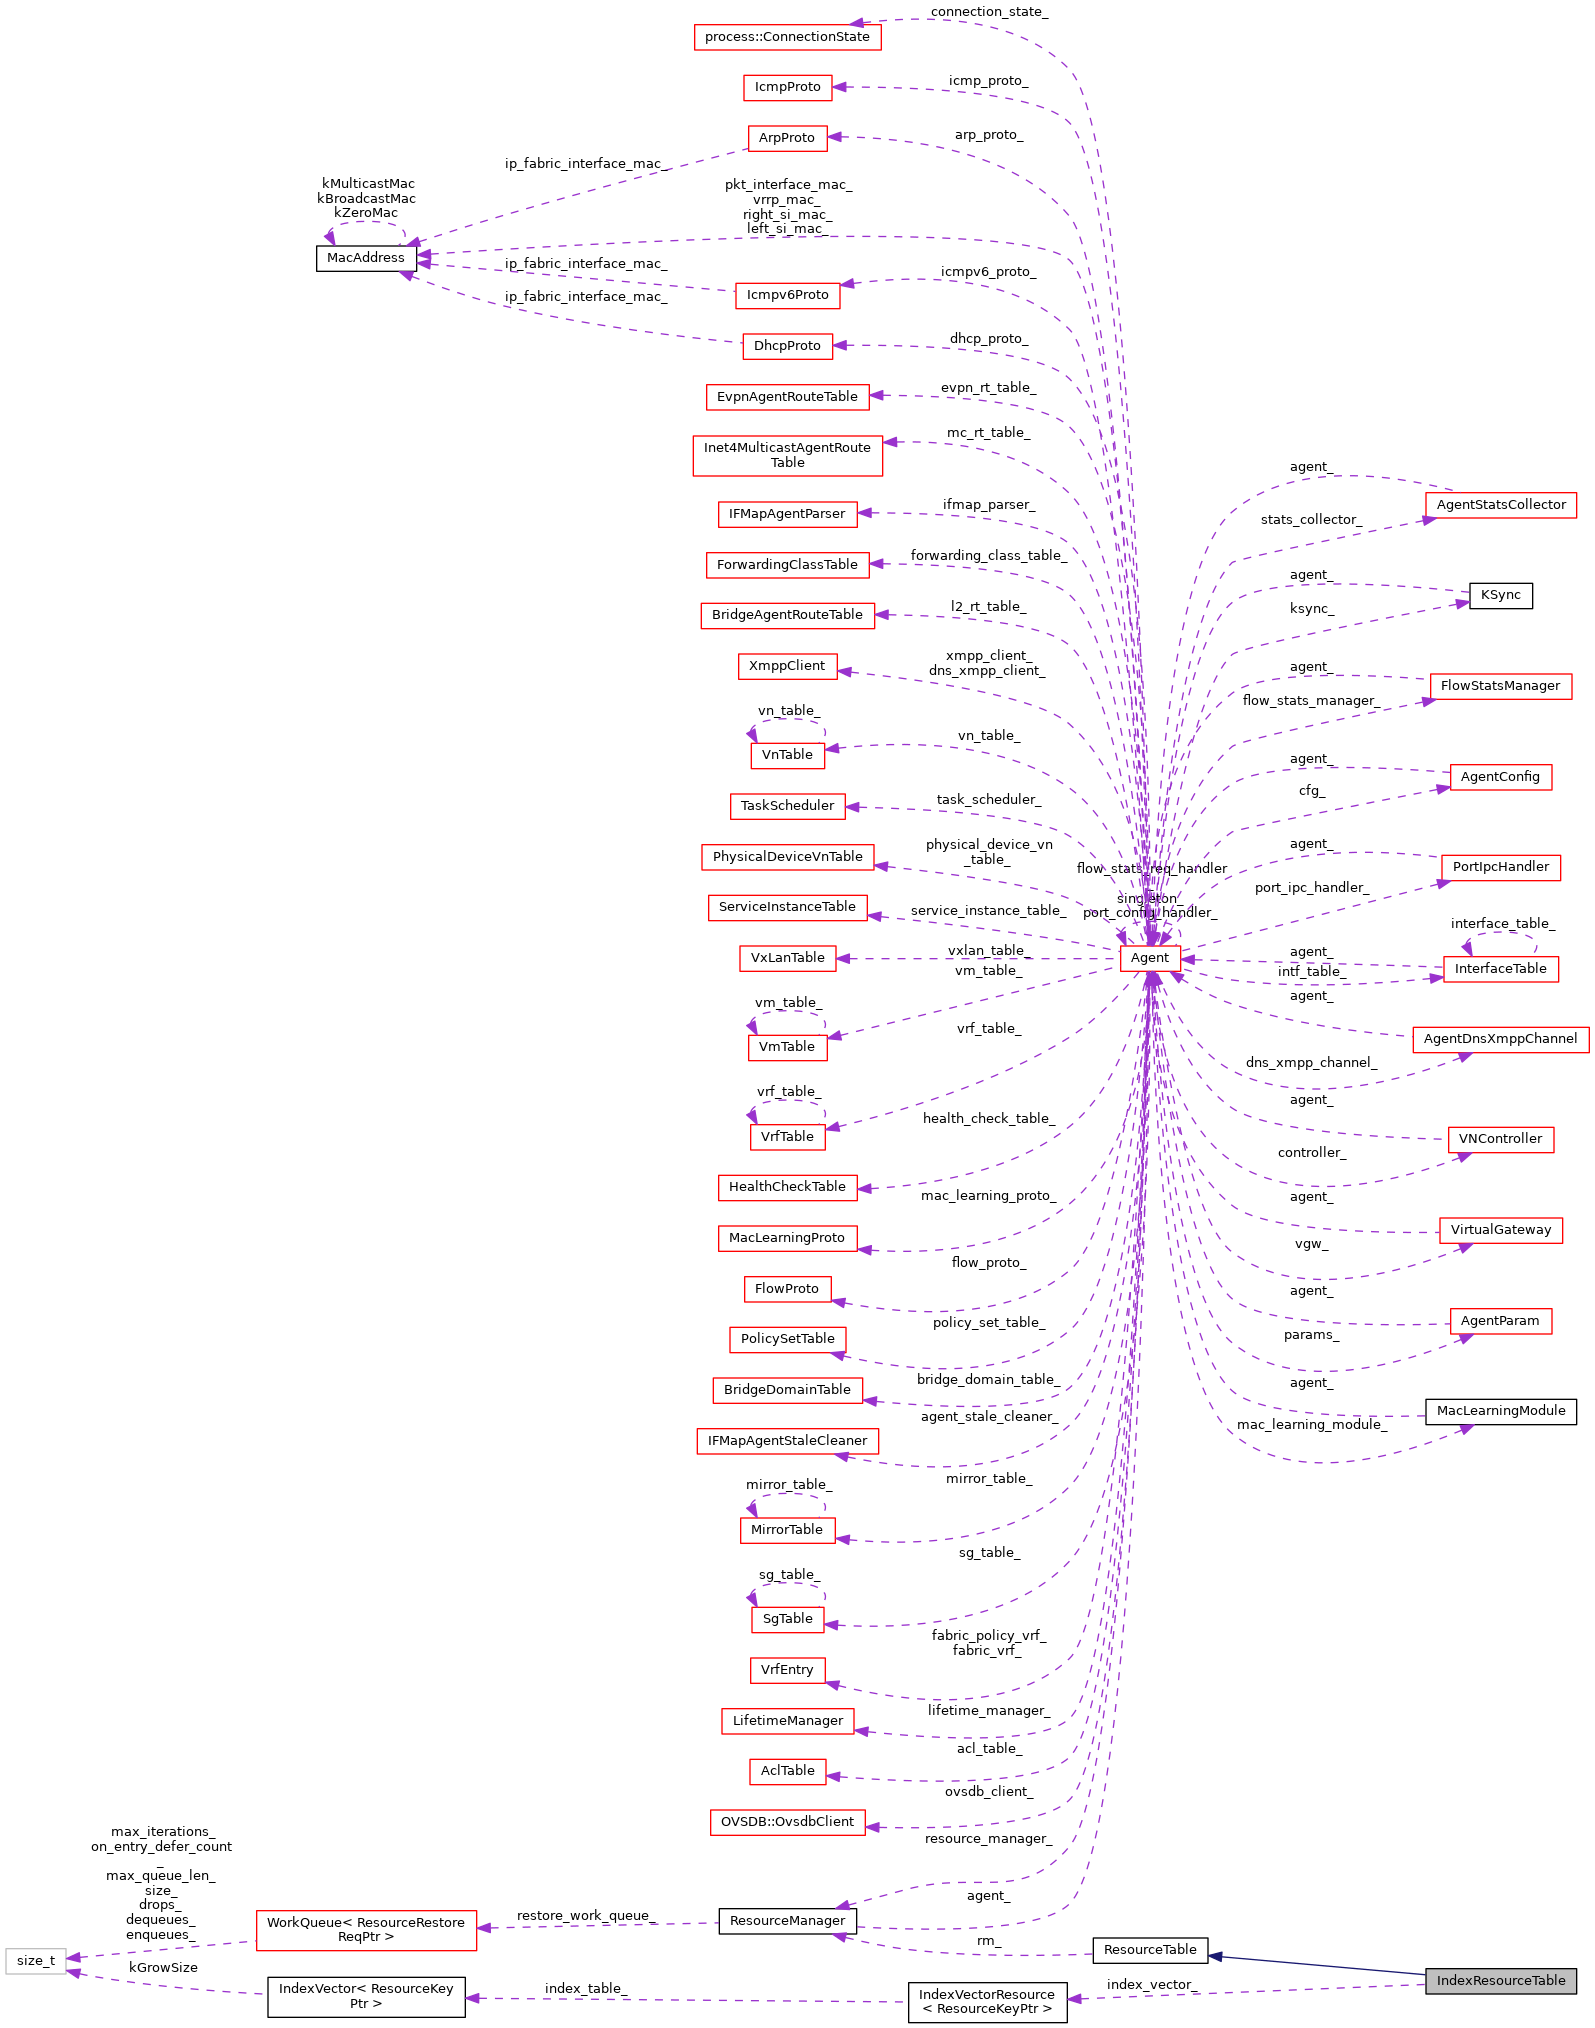 connection_state_
process::ConnectionState
icmp_proto_
IcmpProto
arp_proto_
ArpProto
ip_fabric_interface_mac_
kMulticastMac
kBroadcastMac
kZeroMac
pkt_interface_mac_
vrrp_mac_
right_si_mac_
left_si_mac_
MacAddress
ip_fabric_interface_mac_
icmpv6_proto_
Icmpv6Proto
ip_fabric_interface_mac_
dhcp_proto_
DhcpProto
evpn_rt_table_
EvpnAgentRouteTable
mc_rt_table_
Inet4MulticastAgentRoute
Table
agent_
AgentStatsCollector
ifmap_parser_
IFMapAgentParser
stats_collector_
forwarding_class_table_
ForwardingClassTable
agent_
KSync
l2_rt_table_
BridgeAgentRouteTable
ksync_
xmpp_client_
dns_xmpp_client_
XmppClient
agent_
FlowStatsManager
flow_stats_manager_
vn_table_
vn_table_
VnTable
agent_
AgentConfig
cfg_
task_scheduler_
TaskScheduler
physical_device_vn
_table_
PhysicalDeviceVnTable
agent_
PortIpcHandler
port_ipc_handler_
flow_stats_req_handler
_
singleton_
port_config_handler_
service_instance_table_
ServiceInstanceTable
interface_table_
vxlan_table_
VxLanTable
Agent
agent_
intf_table_
InterfaceTable
vm_table_
vm_table_
VmTable
agent_
AgentDnsXmppChannel
dns_xmpp_channel_
vrf_table_
vrf_table_
VrfTable
agent_
VNController
controller_
health_check_table_
HealthCheckTable
mac_learning_proto_
MacLearningProto
agent_
VirtualGateway
vgw_
flow_proto_
FlowProto
agent_
AgentParam
params_
policy_set_table_
PolicySetTable
bridge_domain_table_
BridgeDomainTable
agent_
MacLearningModule
mac_learning_module_
agent_stale_cleaner_
IFMapAgentStaleCleaner
mirror_table_
mirror_table_
MirrorTable
sg_table_
sg_table_
SgTable
fabric_policy_vrf_
fabric_vrf_
VrfEntry
lifetime_manager_
LifetimeManager
acl_table_
AclTable
ovsdb_client_
OVSDB::OvsdbClient
resource_manager_
agent_
ResourceManager
max_iterations_
on_entry_defer_count
_
max_queue_len_
size_
drops_
dequeues_
enqueues_
restore_work_queue_
WorkQueue< ResourceRestore
ReqPtr >
rm_
ResourceTable
size_t
kGrowSize
IndexVector< ResourceKey
Ptr >
index_table_
IndexVectorResource
< ResourceKeyPtr >
index_vector_
IndexResourceTable